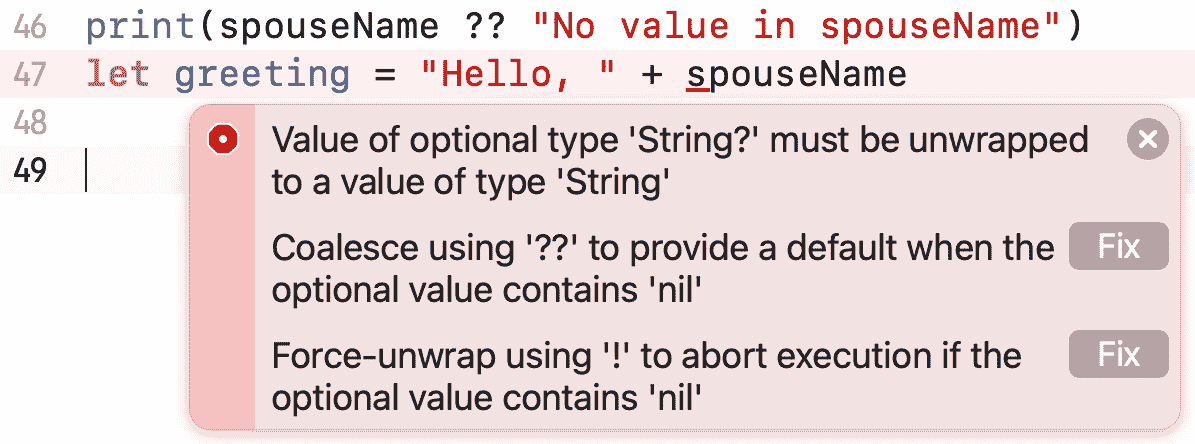 46 print(spouseName ?? "No value in spouseName")
47 let greeting = "Hello, " + spouseName
48
49
Value of optional type 'String?' must be unwrapped
to a value of type 'String'
Coalesce using '??' to provide a default when the
optional value contains 'nil'
Fix
Force-unwrap using '!' to abort execution if the
optional value contains 'nil'
Fix